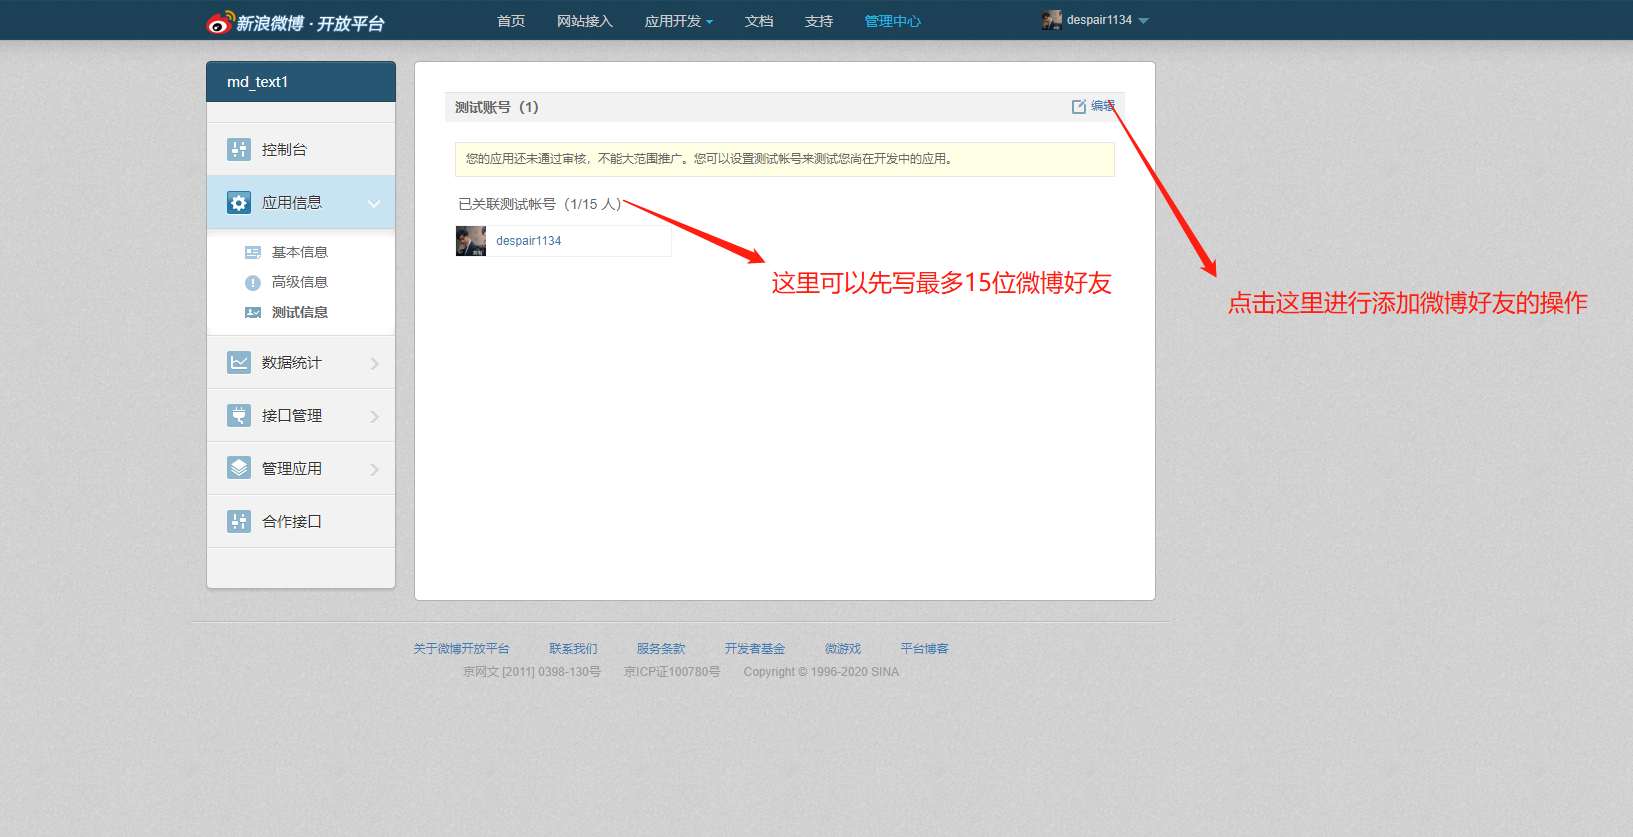 新浪微博·开放平台
首页 网站接入 应用开发 文档 支持 管理中心
despair1134
md_text1
控制台
应用信息
基本信息
高级信息
测试信息
数据统计
接口管理
管理应用
合作接口
测试账号（1）
编辑
您的应用还未通过审核，不能大范围推广。您可以设置测试帐号来测试您尚在开发中的应用。
已关联测试帐号（1/15 人）
despair1134
这里可以先写最多15位微博好友
点击这里进行添加微博好友的操作
关于微博开放平台 联系我们 服务条款 开发者基金 微游戏 平台博客
京网文 [2011] 0398-130号 京ICP证100780号 Copyright © 1996-2020 SINA